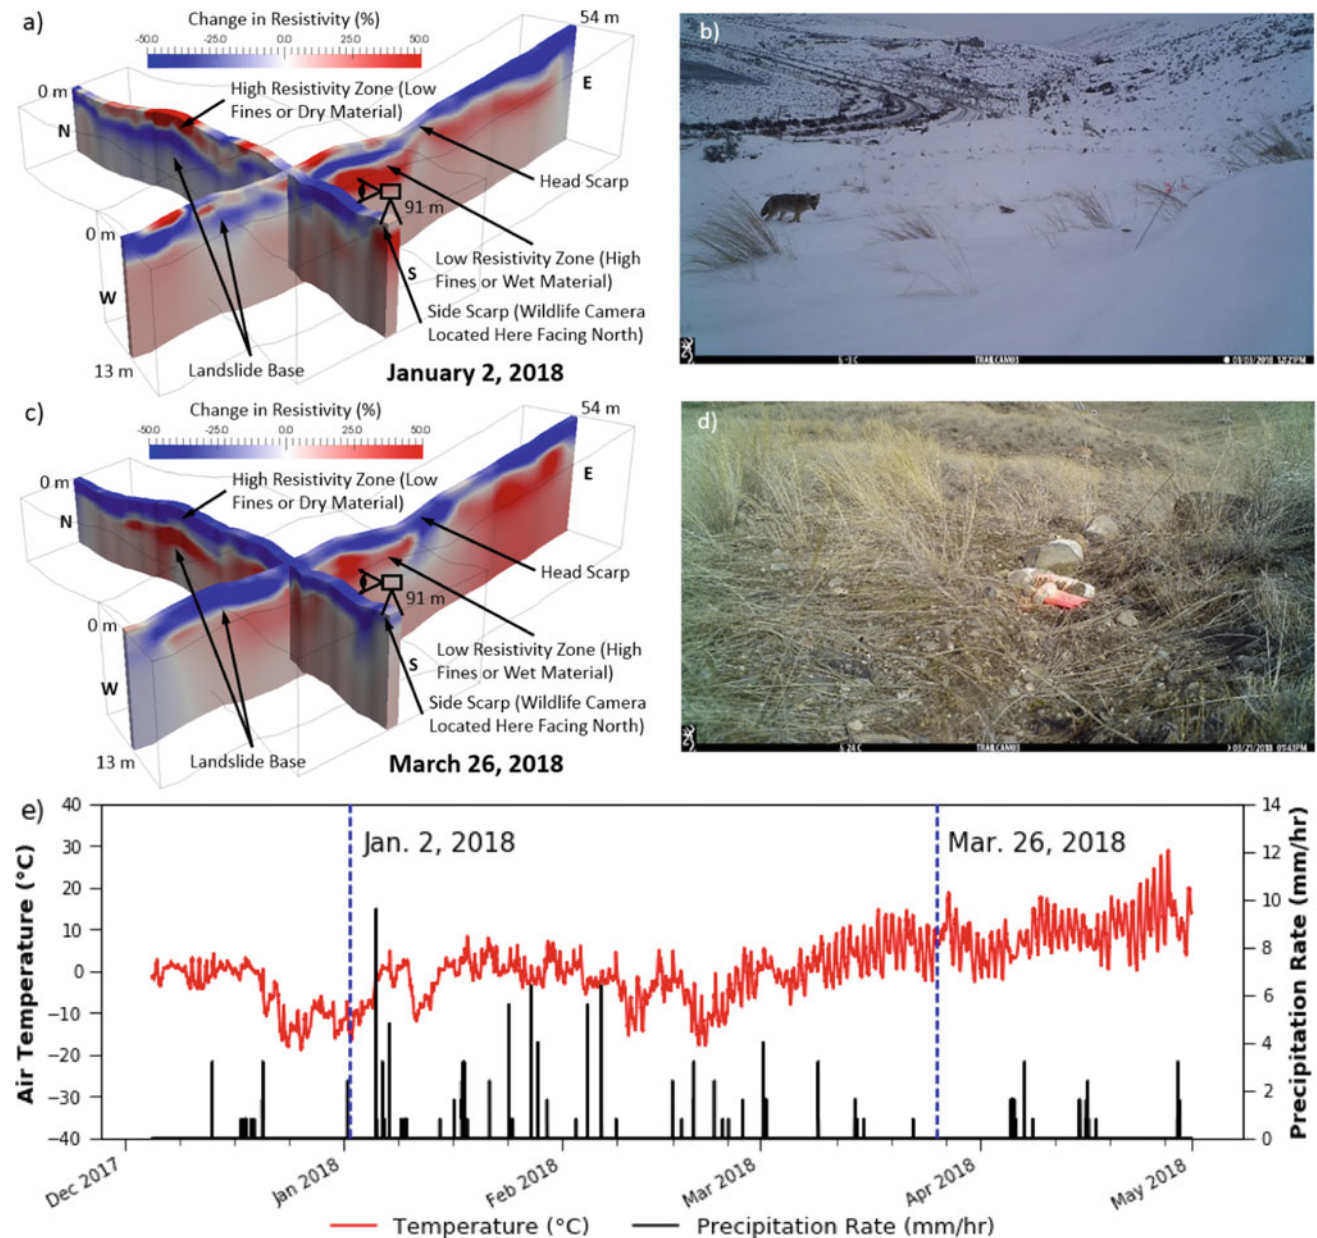 a)
Change in Resistivity (%)
-50.0 -25.0 0.0 25.0 50.0
54 m
0 m
High Resistivity Zone (Low
Fines or Dry Material)
E
N
Head Scarp
91 m
0 m
Low Resistivity Zone (High
Fines or Wet Material)
S
W
Side Scarp (Wildlife Camera
Located Here Facing North)
Landslide Base
13 m
January 2, 2018
b)
TRAILCAM03
c)
Change in Resistivity (%)
-50.0 -25.0 0.0 25.0 50.0
54 m
0 m
High Resistivity Zone (Low
Fines or Dry Material)
E
N
Head Scarp
91 m
0 m
Low Resistivity Zone (High
Fines or Wet Material)
S
W
Side Scarp (Wildlife Camera
Located Here Facing North)
Landslide Base
13 m
March 26, 2018
d)
24 C
TRAILCAM03
01:43PM
e)
40
30
20
10
0
−10
−20
−30
−40
Air Temperature (°C)
Jan. 2, 2018
Mar. 26, 2018
14
12
10
8
6
4
2
0
Precipitation Rate (mm/hr)
Dec 2017
Jan 2018
Feb 2018
Mar 2018
Apr 2018
May 2018
Temperature (°C)
Precipitation Rate (mm/hr)